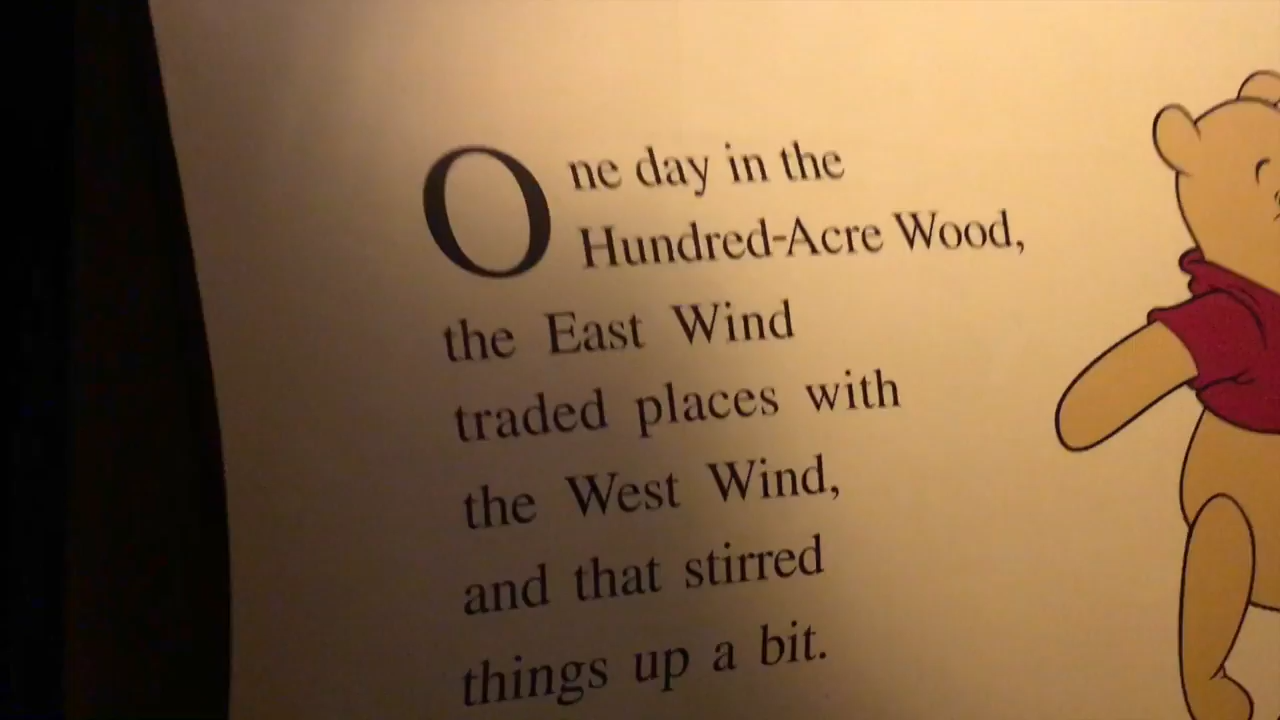 One day in the
Hundred-Acre Wood,
the East Wind
traded places with
the West Wind,
and that stirred
things up a bit.